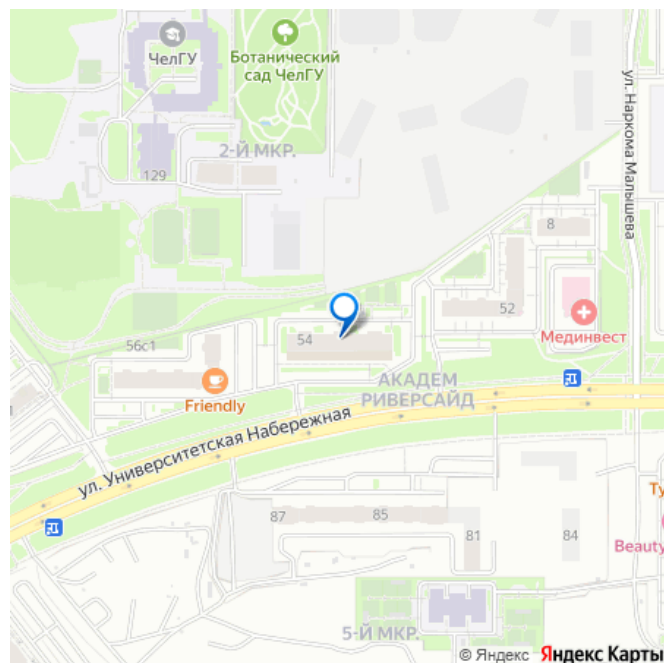 ЧелГУ
Ботанический
сад ЧелГУ
2-Й МКР.
129
ул. Наркома Малышева
8
52
Мединвест
54
56с1
Friendly
АКАДЕМ
РИВЕРСАЙД
ул. Университетская Набережная
87
85
81
84
Ту
Beauty
5-Й МКР.
© Яндекс Яндекс Карты